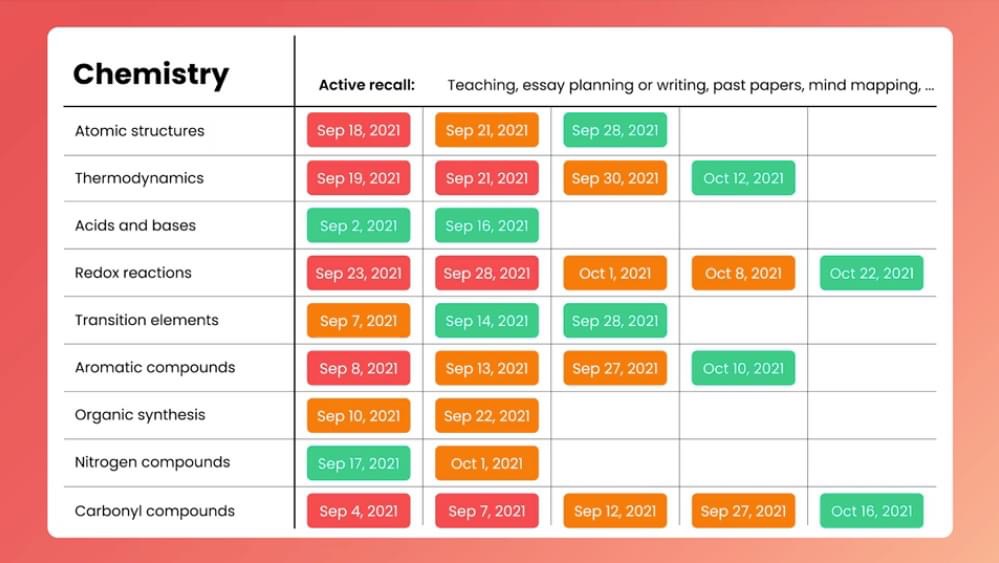 Chemistry
Active recall: Teaching, essay planning or writing, past papers, mind mapping, ...
Atomic structures Sep 18, 2021 Sep 21, 2021 Sep 28, 2021
Thermodynamics Sep 19, 2021 Sep 21, 2021 Sep 30, 2021 Oct 12, 2021
Acids and bases Sep 2, 2021 Sep 16, 2021
Redox reactions Sep 23, 2021 Sep 28, 2021 Oct 1, 2021 Oct 8, 2021 Oct 22, 2021
Transition elements Sep 7, 2021 Sep 14, 2021 Sep 28, 2021
Aromatic compounds Sep 8, 2021 Sep 13, 2021 Sep 27, 2021 Oct 10, 2021
Organic synthesis Sep 10, 2021 Sep 22, 2021
Nitrogen compounds Sep 17, 2021 Oct 1, 2021
Carbonyl compounds Sep 4, 2021 Sep 7, 2021 Sep 12, 2021 Sep 27, 2021 Oct 16, 2021